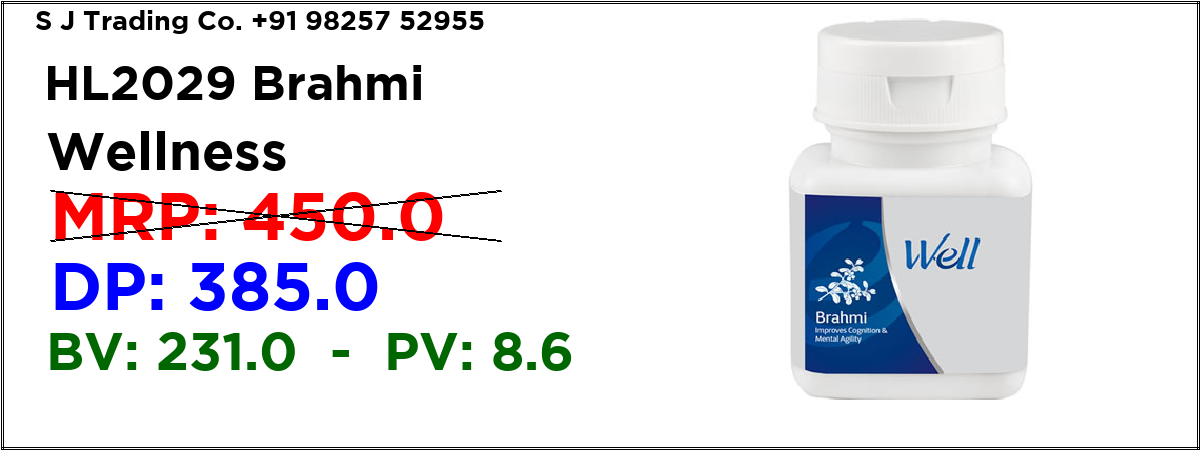 S J Trading Co. +91 98257 52955
HL2029 Brahmi
Wellness
MRP: 450.0
DP: 385.0
BV: 231.0 - PV: 8.6
Well
Brahmi
Improves Cognition &
Mental Agility